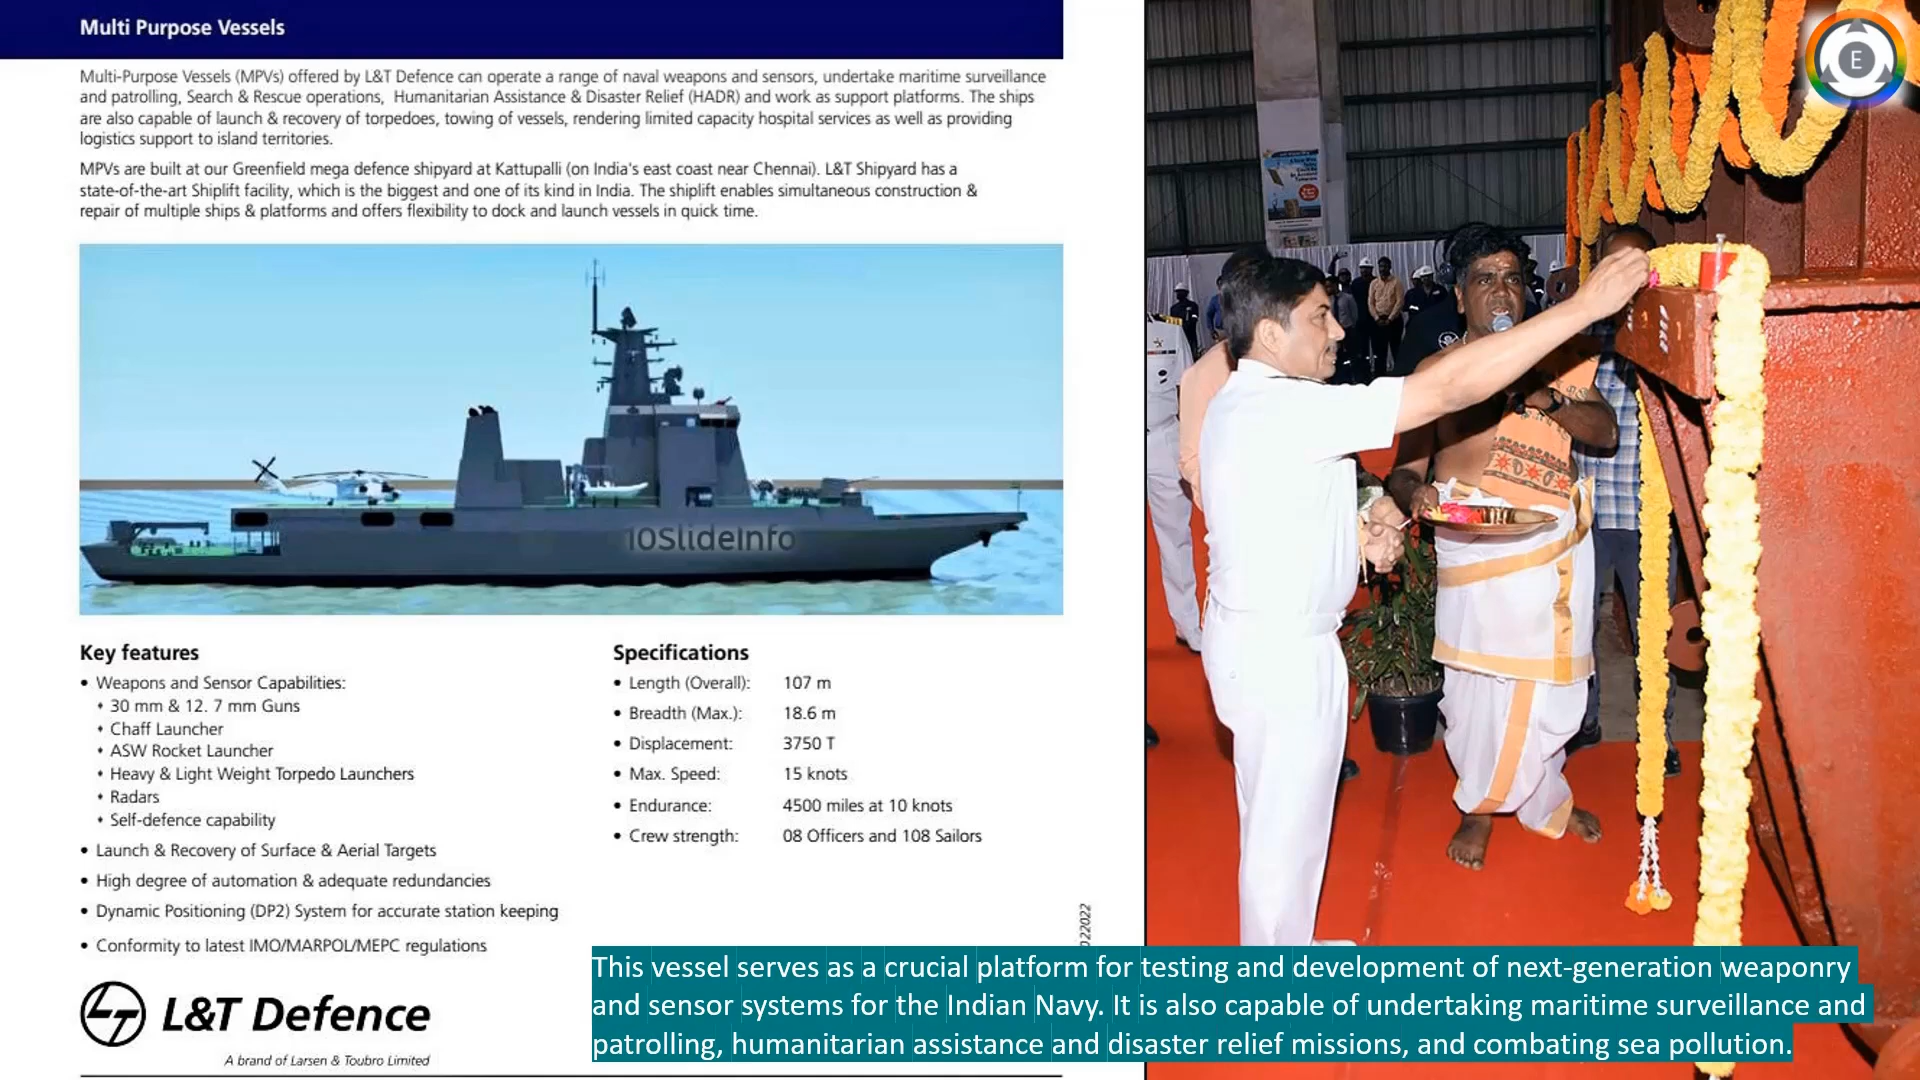 Multi Purpose Vessels
Multi-Purpose Vessels (MPVs) offered by L&T Defence can operate a range of naval weapons and sensors, undertake maritime surveillance
and patrolling, Search & Rescue operations, Humanitarian Assistance & Disaster Relief (HADR) and work as support platforms. The ships
are also capable of launch & recovery of torpedoes, towing of vessels, rendering limited capacity hospital services as well as providing
logistics support to island territories.
MPVs are built at our Greenfield mega defence shipyard at Kattupalli (on India's east coast near Chennai). L&T Shipyard has a
state-of-the-art Shiplift facility, which is the biggest and one of its kind in India. The shiplift enables simultaneous construction &
repair of multiple ships & platforms and offers flexibility to dock and launch vessels in quick time.
10SlideInfo
Key features
• Weapons and Sensor Capabilities:
• 30 mm & 12. 7 mm Guns
• Chaff Launcher
• ASW Rocket Launcher
• Heavy & Light Weight Torpedo Launchers
• Radars
• Self-defence capability
• Launch & Recovery of Surface & Aerial Targets
• High degree of automation & adequate redundancies
• Dynamic Positioning (DP2) System for accurate station keeping
• Conformity to latest IMO/MARPOL/MEPC regulations
Specifications
• Length (Overall): 107 m
• Breadth (Max.): 18.6 m
• Displacement: 3750 T
• Max. Speed: 15 knots
• Endurance: 4500 miles at 10 knots
• Crew strength: 08 Officers and 108 Sailors
022022
L&T Defence
A brand of Larsen & Toubro Limited
This vessel serves as a crucial platform for testing and development of next-generation weaponry
and sensor systems for the Indian Navy. It is also capable of undertaking maritime surveillance and
patrolling, humanitarian assistance and disaster relief missions, and combating sea pollution.
E